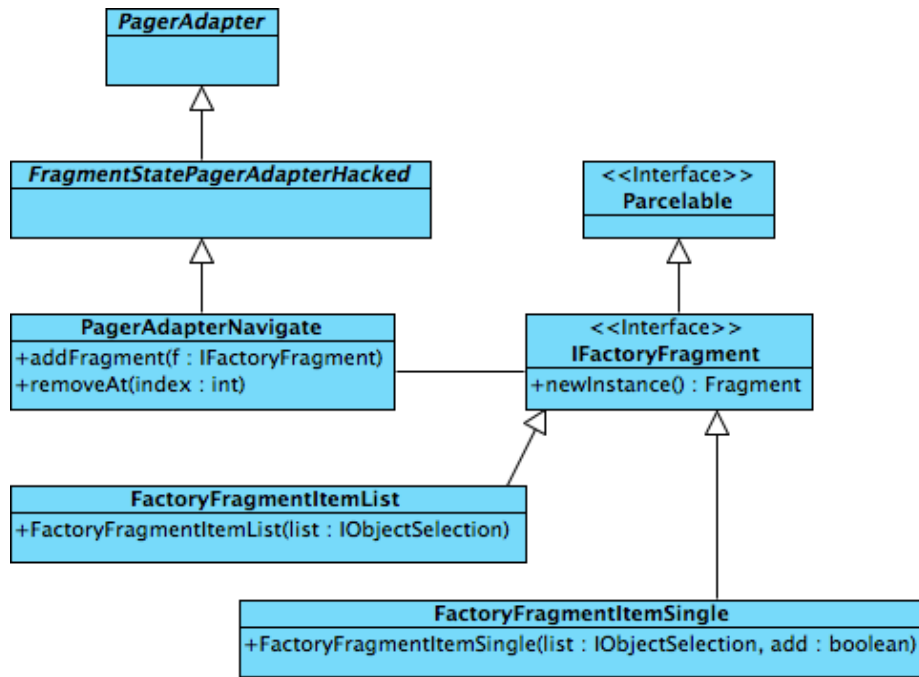 PagerAdapter
FragmentStatePagerAdapterHacked
<<Interface>>
Parcelable
PagerAdapterNavigate
+addFragment(f : IFactoryFragment)
+removeAt(index : int)
<<Interface>>
IFactoryFragment
+newInstance() : Fragment
FactoryFragmentItemList
+FactoryFragmentItemList(list : IObjectSelection)
FactoryFragmentItemSingle
+FactoryFragmentItemSingle(list : IObjectSelection, add : boolean)